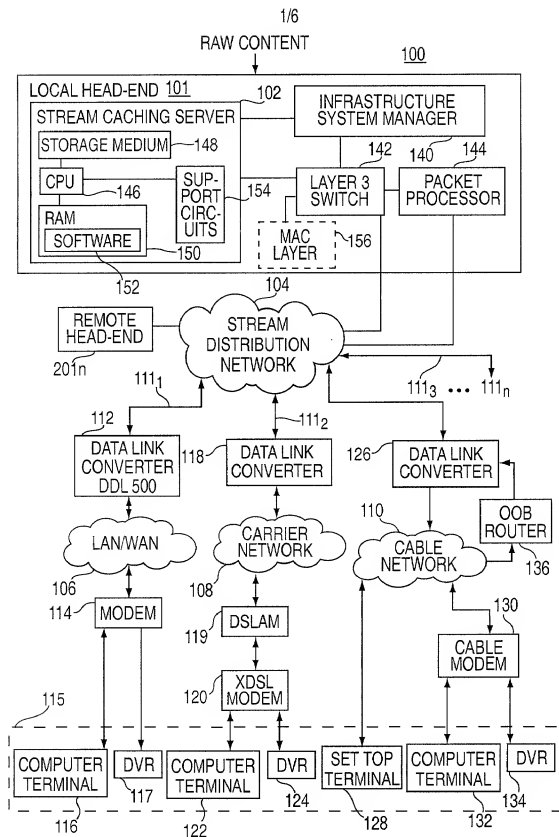 1/6
RAW CONTENT
100
LOCAL HEAD-END 101
102
STREAM CACHING SERVER
INFRASTRUCTURE
SYSTEM MANAGER
STORAGE MEDIUM
148
142
140
144
CPU
146
SUP-
PORT
CIRC-
UITS
154
LAYER 3
SWITCH
PACKET
PROCESSOR
RAM
SOFTWARE
150
152
MAC
LAYER
156
104
REMOTE
HEAD-END
201n
STREAM
DISTRIBUTION
NETWORK
111₁
111₂
111₃ ••• 111ₙ
112
DATA LINK
CONVERTER
DDL 500
118
DATA LINK
CONVERTER
126
DATA LINK
CONVERTER
LAN/WAN
106
CARRIER
NETWORK
108
110
CABLE
NETWORK
OOB
ROUTER
136
114
MODEM
119
DSLAM
130
CABLE
MODEM
120
XDSL
MODEM
115
COMPUTER
TERMINAL
116
DVR
117
COMPUTER
TERMINAL
122
DVR
124
SET TOP
TERMINAL
128
COMPUTER
TERMINAL
132
DVR
134